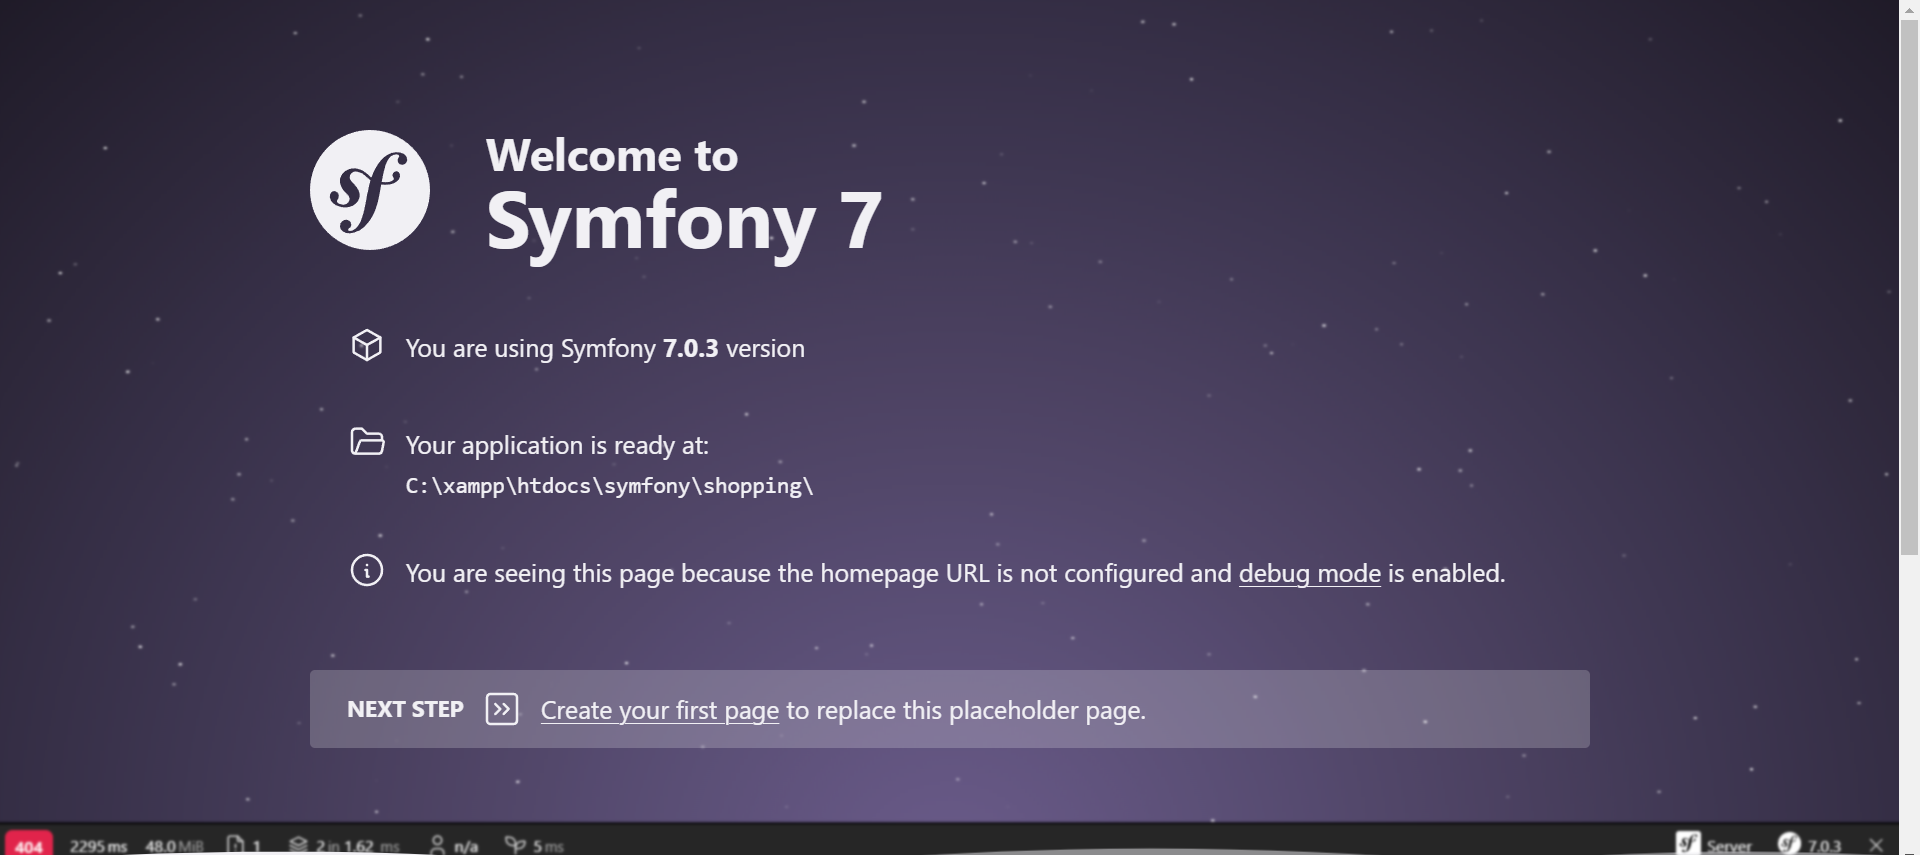 Welcome to
Symfony 7
You are using Symfony 7.0.3 version
Your application is ready at:
C:\xampp\htdocs\symfony\shopping\
You are seeing this page because the homepage URL is not configured and debug mode is enabled.
NEXT STEP Create your first page to replace this placeholder page.
404 2295 ms 48.0 MiB 1 2 in 1.62 ms n/a 5 ms Server 7.0.3